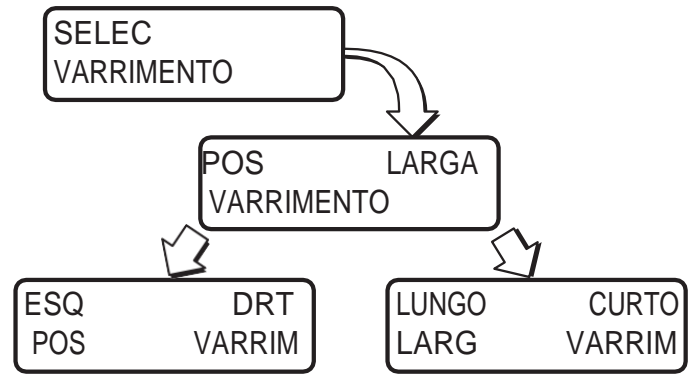 SELEC
VARRIMENTO
POS LARGA
VARRIMENTO
ESQ DRT
POS VARRIM
LUNGO CURTO
LARG VARRIM